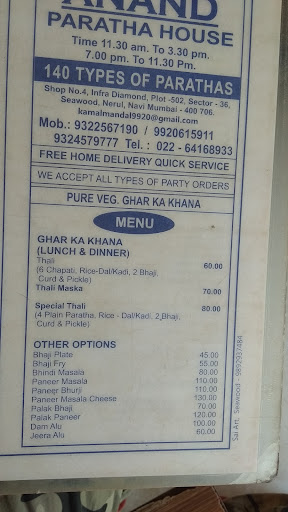 ANAND
PARATHA HOUSE
Time 11.30 am. To 3.30 pm.
7.00 pm. To 11.30 Pm.
140 TYPES OF PARATHAS
Shop No.4, Infra Diamond, Plot -502, Sector - 36,
Seawood, Nerul, Navi Mumbai - 400 706.
kamalmandal9920@gmail.com
Mob.: 9322567190 / 9920615911
9324579777 Tel. : 022 - 64168933
FREE HOME DELIVERY QUICK SERVICE
WE ACCEPT ALL TYPES OF PARTY ORDERS
PURE VEG. GHAR KA KHANA
MENU
GHAR KA KHANA
(LUNCH & DINNER)
Thali 60.00
(6 Chapati, Rice-Dal/Kadi, 2 Bhaji,
Curd & Pickle)
Thali Maska 70.00
Special Thali 80.00
(4 Plain Paratha, Rice - Dal/Kadi, 2,Bhaji,
Curd & Pickle)
OTHER OPTIONS
Bhaji Plate 45.00
Bhaji Fry 55.00
Bhindi Masala 80.00
Paneer Masala 110.00
Paneer Bhurji 110.00
Paneer Masala Cheese 130.00
Palak Bhaji 70.00
Palak Paneer 120.00
Dam Alu 100.00
Jeera Alu 60.00
Sai Art, Seawood - 9892937484